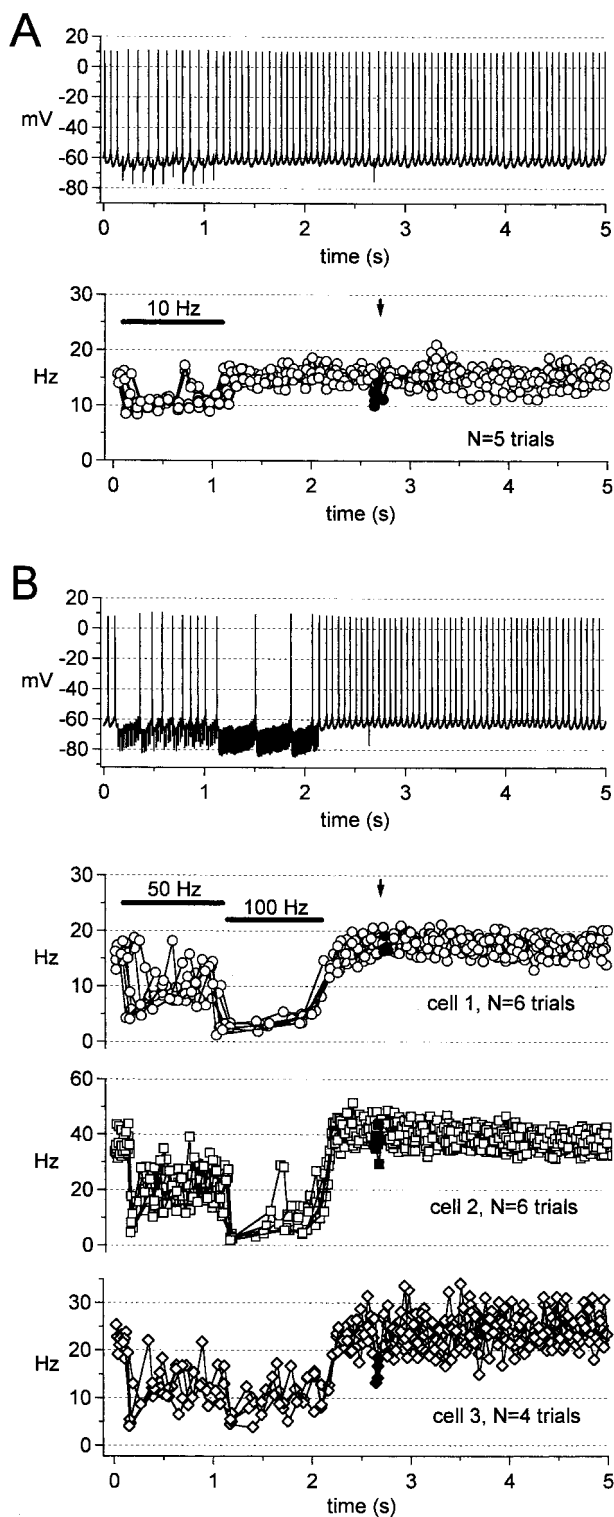 A
20
0
-20
mV
-40
-60
-80
0 1 2 3 4 5
time (s)
30
10 Hz
20
Hz
10
N=5 trials
0
0 1 2 3 4 5
time (s)
B
20
0
-20
mV
-40
-60
-80
0 1 2 3 4 5
time (s)
30
50 Hz
100 Hz
20
Hz
10
cell 1, N=6 trials
0
60
40
Hz
20
cell 2, N=6 trials
0
30
20
Hz
10
cell 3, N=4 trials
0
0 1 2 3 4 5
time (s)